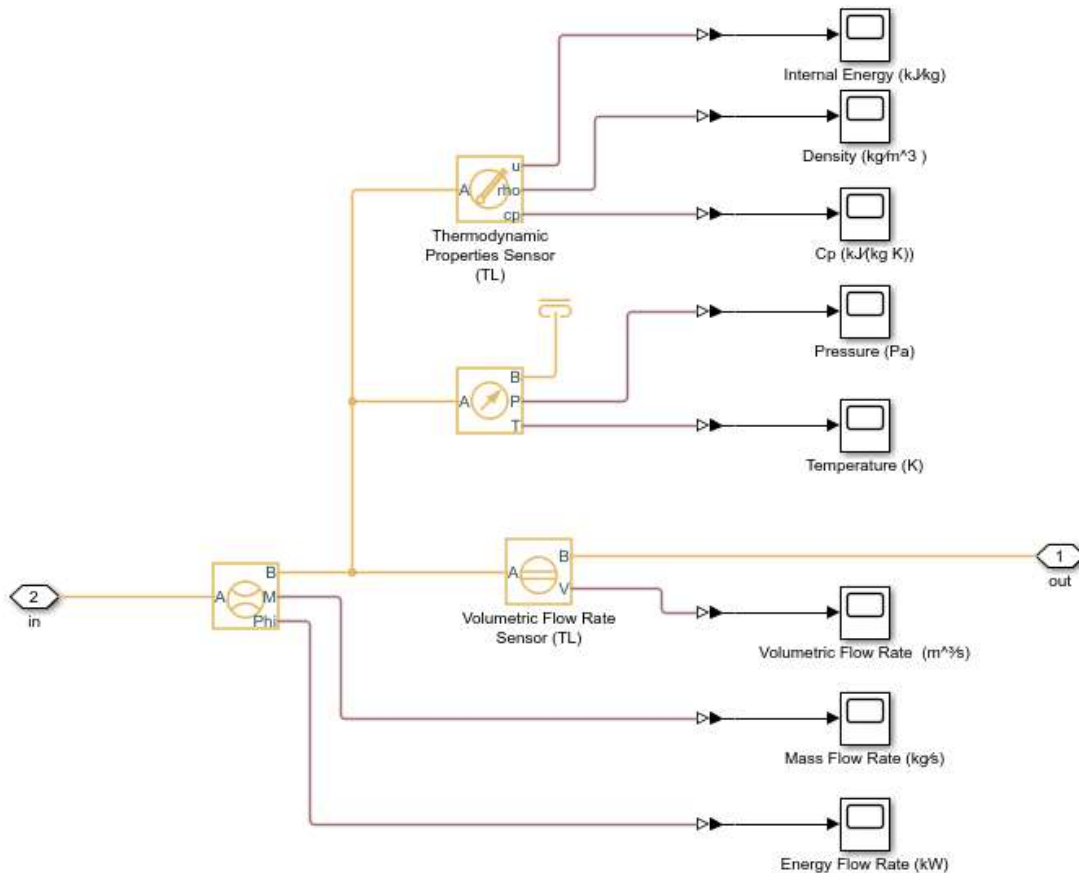 Internal Energy (kJ/kg)
Density (kg/m^3 )
u
A
rho
cp
Thermodynamic
Properties Sensor
(TL)
Cp (kJ/(kg K))
Pressure (Pa)
B
A
P
T
Temperature (K)
2
in
B
A
M
Phi
A
B
V
Volumetric Flow Rate
Sensor (TL)
1
out
Volumetric Flow Rate  (m^3/s)
Mass Flow Rate (kg/s)
Energy Flow Rate (kW)